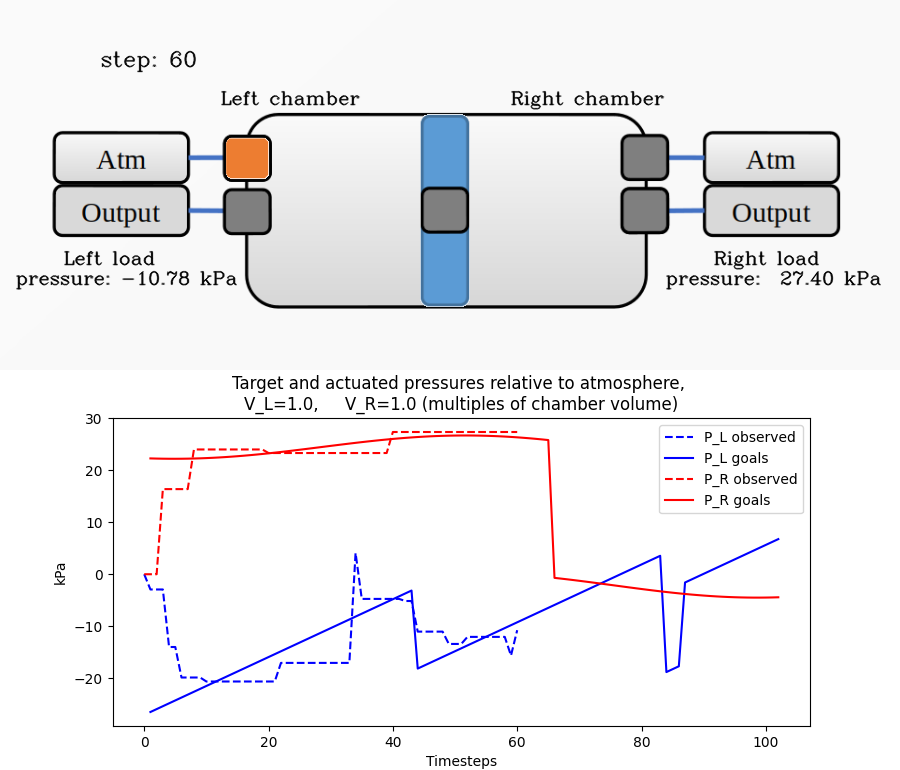 step: 60
Left chamber
Right chamber
Atm
Atm
Output
Output
Left load
pressure: −10.78 kPa
Right load
pressure: 27.40 kPa
Target and actuated pressures relative to atmosphere,
V_L=1.0, V_R=1.0 (multiples of chamber volume)
30
20
10
0
−10
−20
kPa
P_L observed
P_L goals
P_R observed
P_R goals
0
20
40
60
80
100
Timesteps